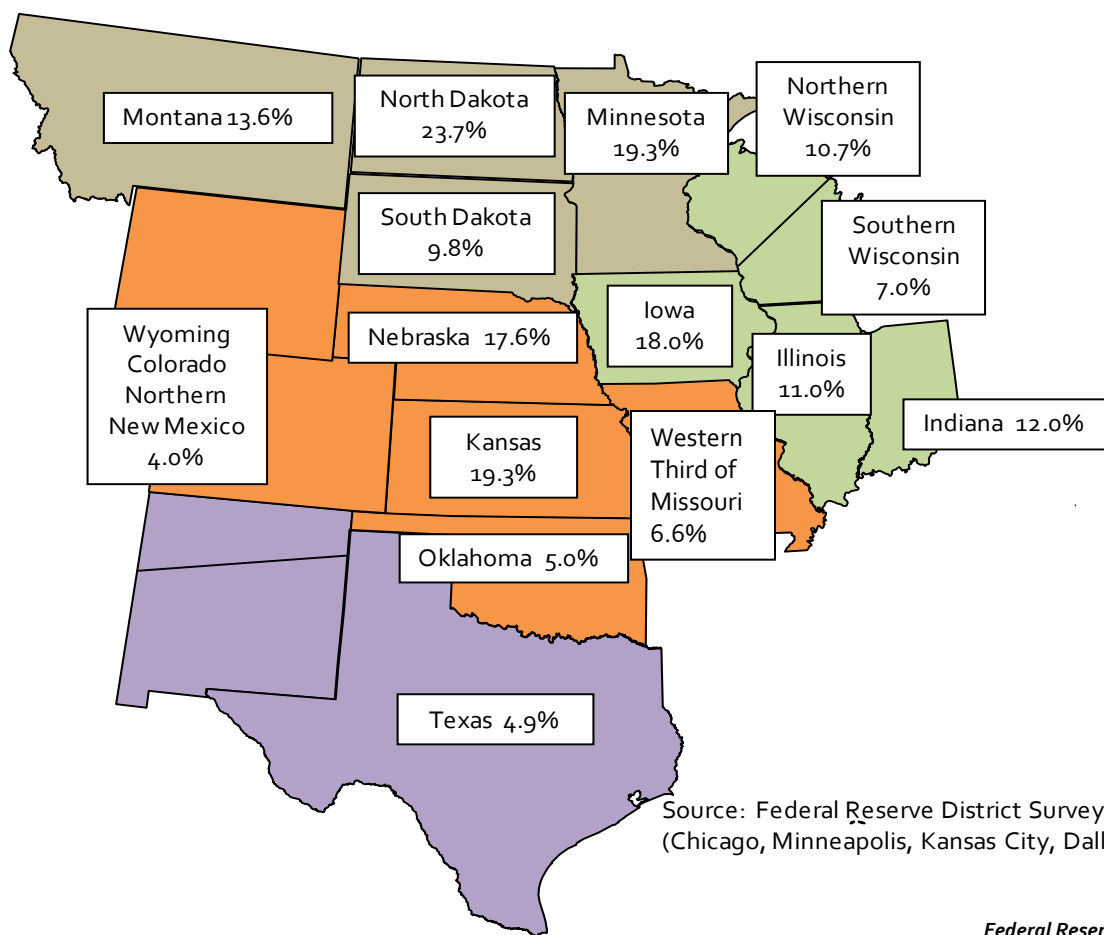 Montana 13.6%
North Dakota
23.7%
Minnesota
19.3%
Northern
Wisconsin
10.7%
South Dakota
9.8%
Southern
Wisconsin
7.0%
Wyoming
Colorado
Northern
New Mexico
4.0%
Nebraska 17.6%
Iowa
18.0%
Illinois
11.0%
Indiana 12.0%
Kansas
19.3%
Western
Third of
Missouri
6.6%
Oklahoma 5.0%
Texas 4.9%
Source: Federal Reserve District Survey
(Chicago, Minneapolis, Kansas City, Dall
Federal Reser